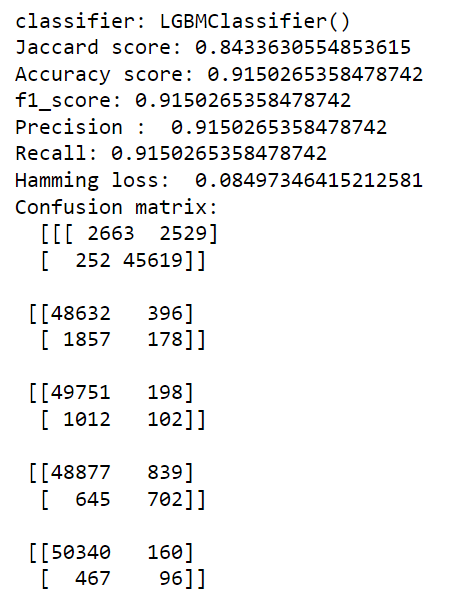 classifier: LGBMClassifier()
Jaccard score: 0.8433630554853615
Accuracy score: 0.9150265358478742
f1_score: 0.9150265358478742
Precision :  0.9150265358478742
Recall: 0.9150265358478742
Hamming loss:  0.08497346415212581
Confusion matrix:
  [[[ 2663  2529]
  [  252 45619]]

 [[48632   396]
  [ 1857   178]]

 [[49751   198]
  [ 1012   102]]

 [[48877   839]
  [  645   702]]

 [[50340   160]
  [  467    96]]